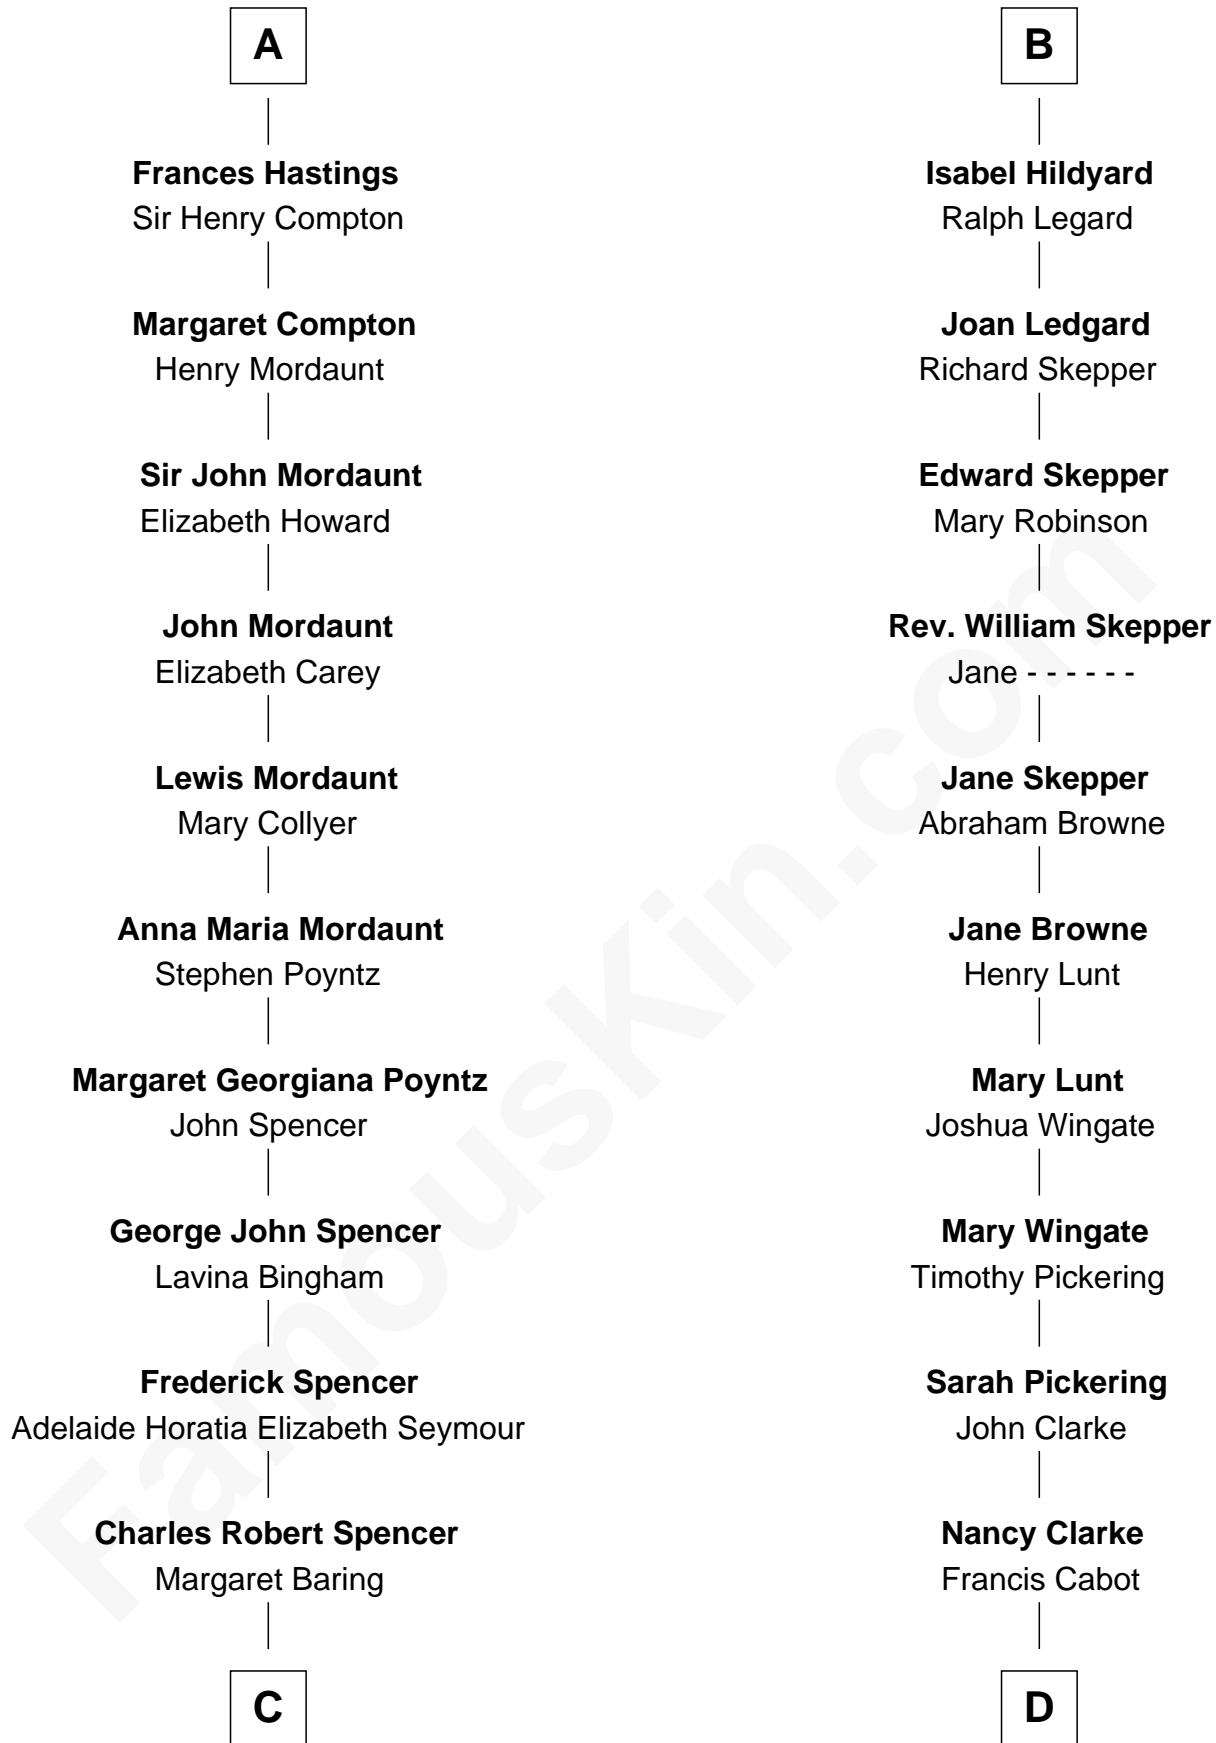 A
Frances Hastings
Sir Henry Compton
Margaret Compton
Henry Mordaunt
Sir John Mordaunt
Elizabeth Howard
John Mordaunt
Elizabeth Carey
Lewis Mordaunt
Mary Collyer
Anna Maria Mordaunt
Stephen Poyntz
Margaret Georgiana Poyntz
John Spencer
George John Spencer
Lavina Bingham
Frederick Spencer
Adelaide Horatia Elizabeth Seymour
Charles Robert Spencer
Margaret Baring
C
B
Isabel Hildyard
Ralph Legard
Joan Ledgard
Richard Skepper
Edward Skepper
Mary Robinson
Rev. William Skepper
Jane - - - - - -
Jane Skepper
Abraham Browne
Jane Browne
Henry Lunt
Mary Lunt
Joshua Wingate
Mary Wingate
Timothy Pickering
Sarah Pickering
John Clarke
Nancy Clarke
Francis Cabot
D
FamousKin.com